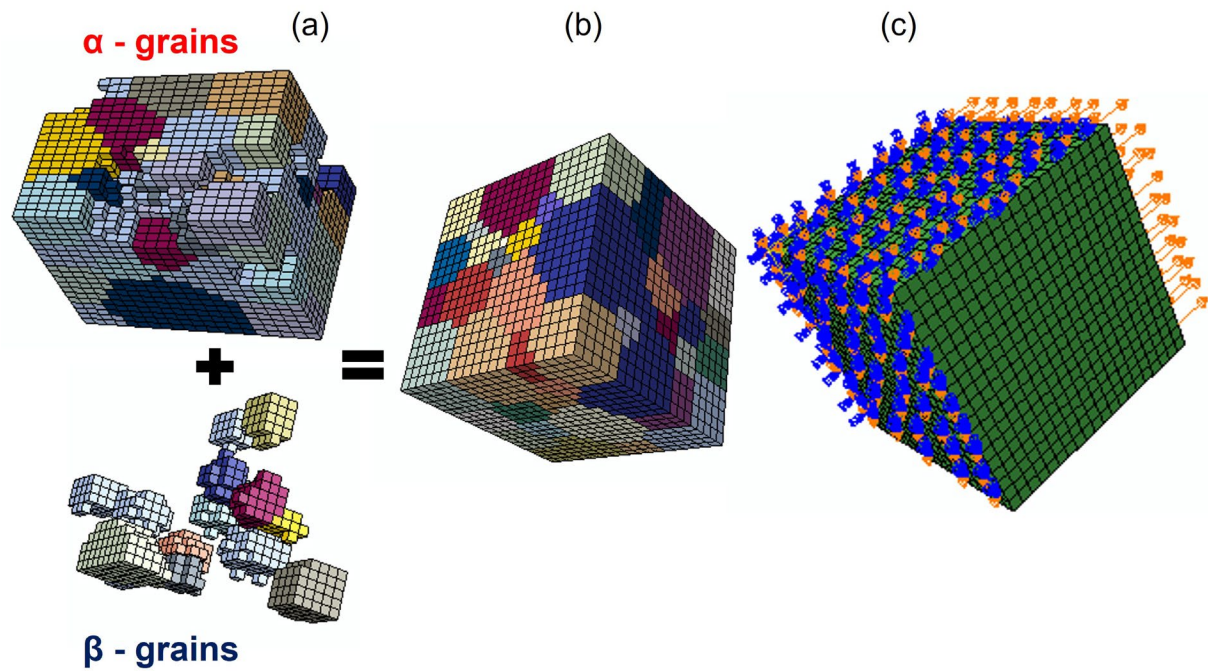 (a)
(b)
(c)
α - grains
+
=
β - grains